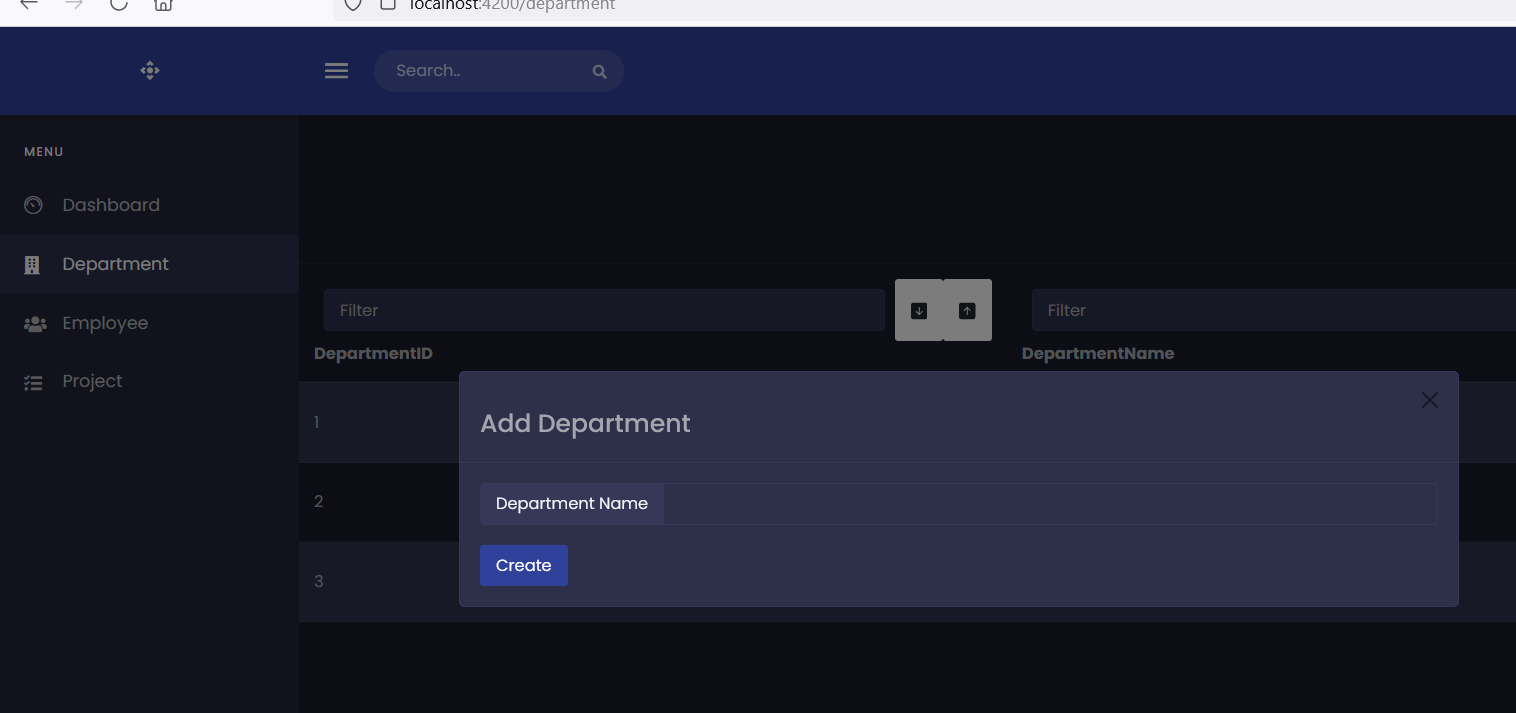 localhost:4200/department
Search..
MENU
Dashboard
Department
Employee
Project
Filter
Filter
DepartmentID
DepartmentName
1
2
3
Add Department
Department Name
Create